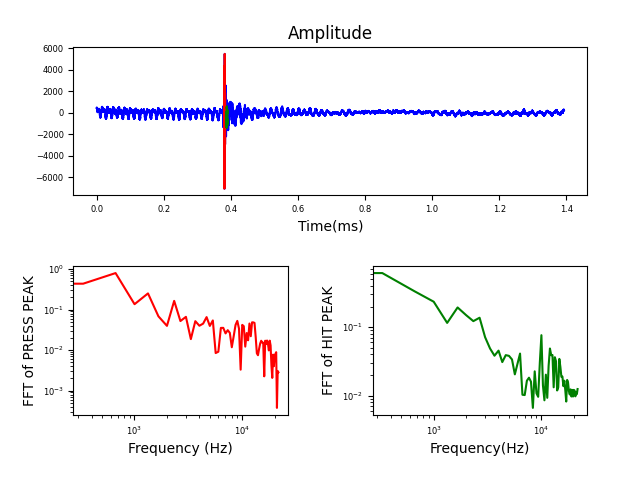 Amplitude
6000
4000
2000
0
−2000
−4000
−6000
0.0 0.2 0.4 0.6 0.8 1.0 1.2 1.4
Time(ms)
FFT of PRESS PEAK
10⁰
10⁻¹
10⁻²
10⁻³
10³ 10⁴
Frequency (Hz)
FFT of HIT PEAK
10⁻¹
10⁻²
10³ 10⁴
Frequency(Hz)